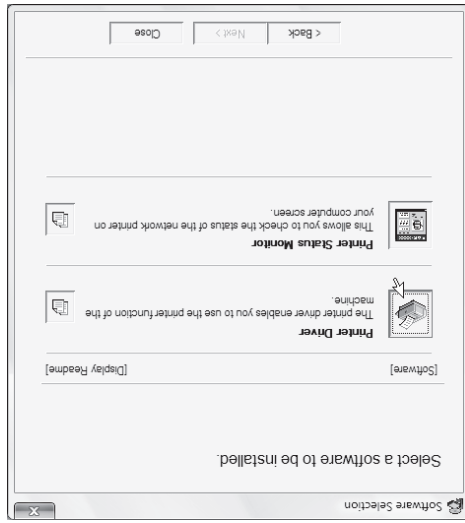 Software Selection
X
Select a software to be installed.
[Software] [Display Readme]
Printer Driver
The printer driver enables you to use the printer function of the
machine.
Printer Status Monitor
This allows you to check the status of the network printer on
your computer screen.
< Back Next > Close